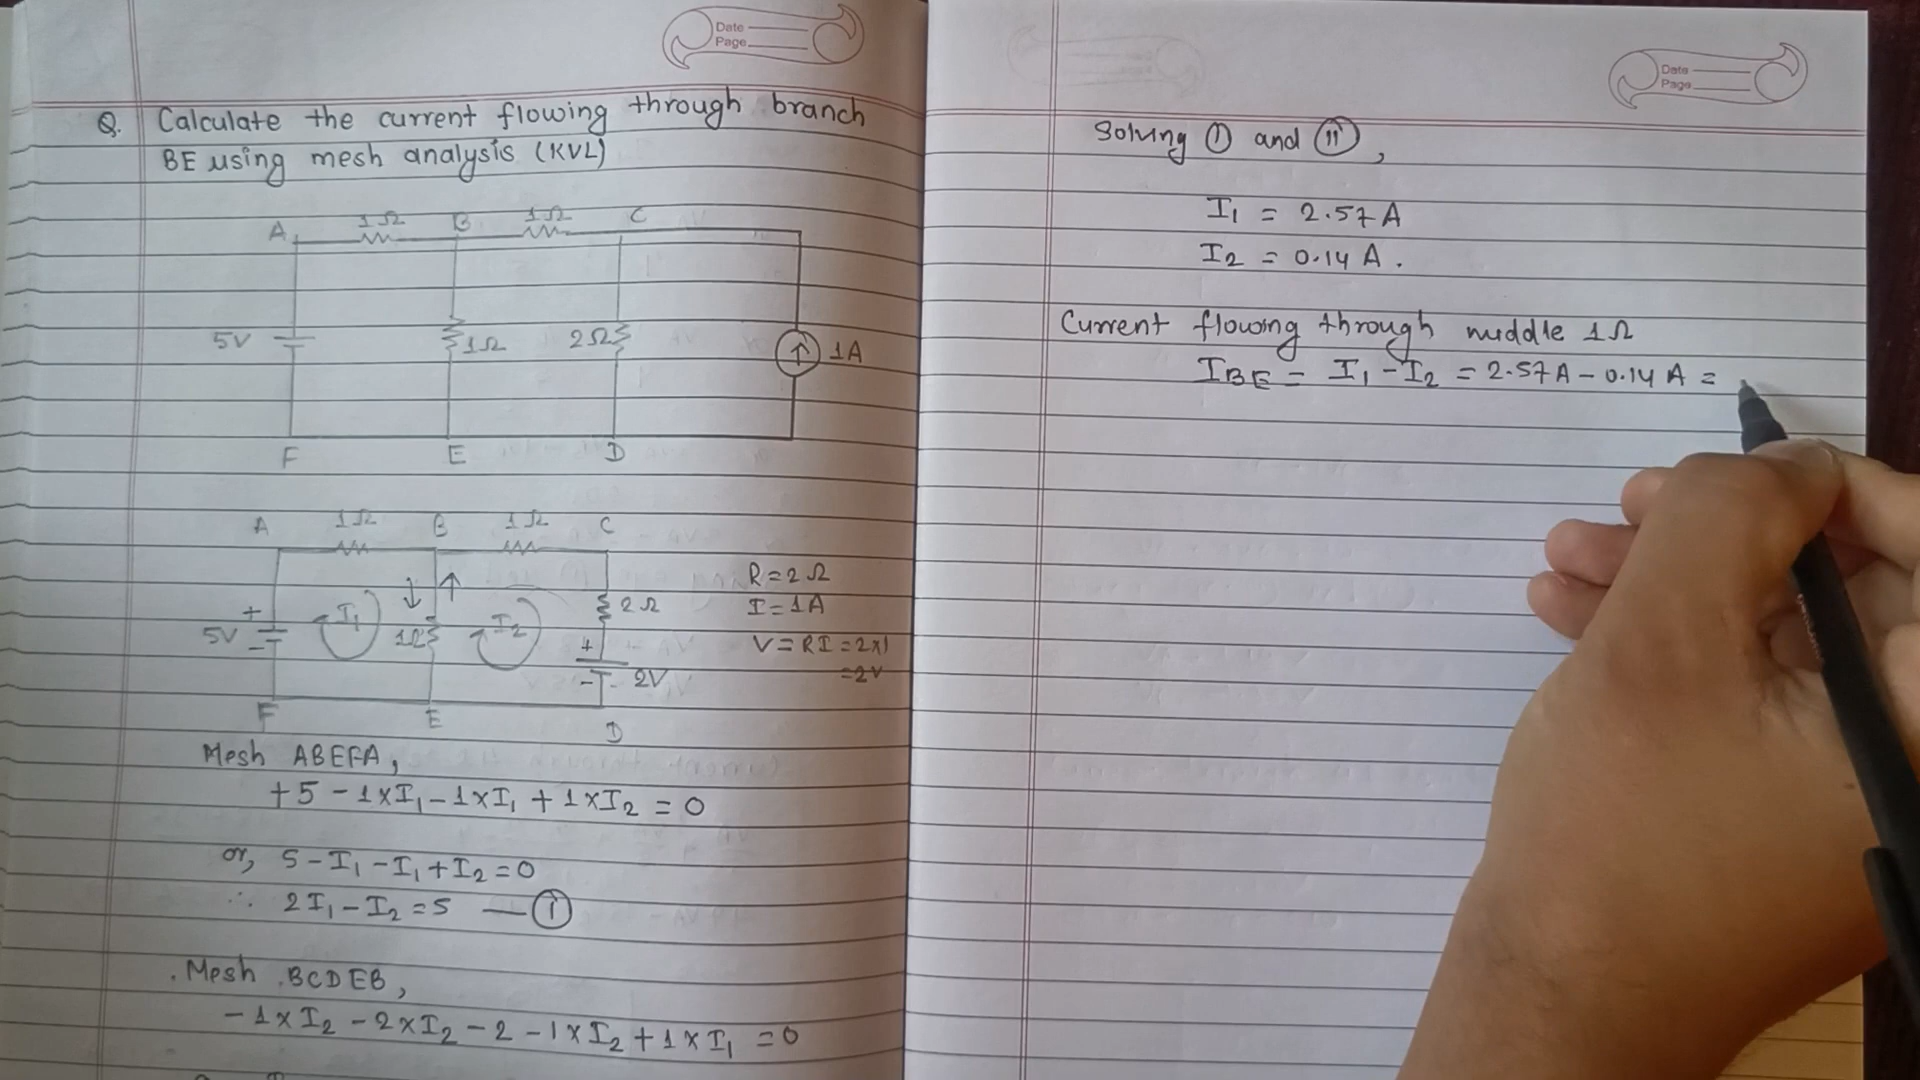 Date
Page
Q. Calculate the current flowing through branch
BE using mesh analysis (KVL)
A 1Ω B 1Ω C
5V 1Ω 2Ω 1A
F E D
A 1Ω B 1Ω C
+ 5V - I₁ 1Ω I₂ 2Ω + - 2V
F E D
R = 2Ω
I = 1A
V = RI = 2×1
= 2V
Mesh ABEFA,
+5 - 1×I₁ - 1×I₁ + 1×I₂ = 0
or, 5 - I₁ - I₁ + I₂ = 0
∴ 2I₁ - I₂ = 5 — (i)
Mesh BCDEB,
-1×I₂ - 2×I₂ - 2 - 1×I₂ + 1×I₁ = 0
Date
Page
Solving (i) and (ii),
I₁ = 2.57 A
I₂ = 0.14 A.
Current flowing through middle 1Ω
I_BE = I₁ - I₂ = 2.57A - 0.14 A =